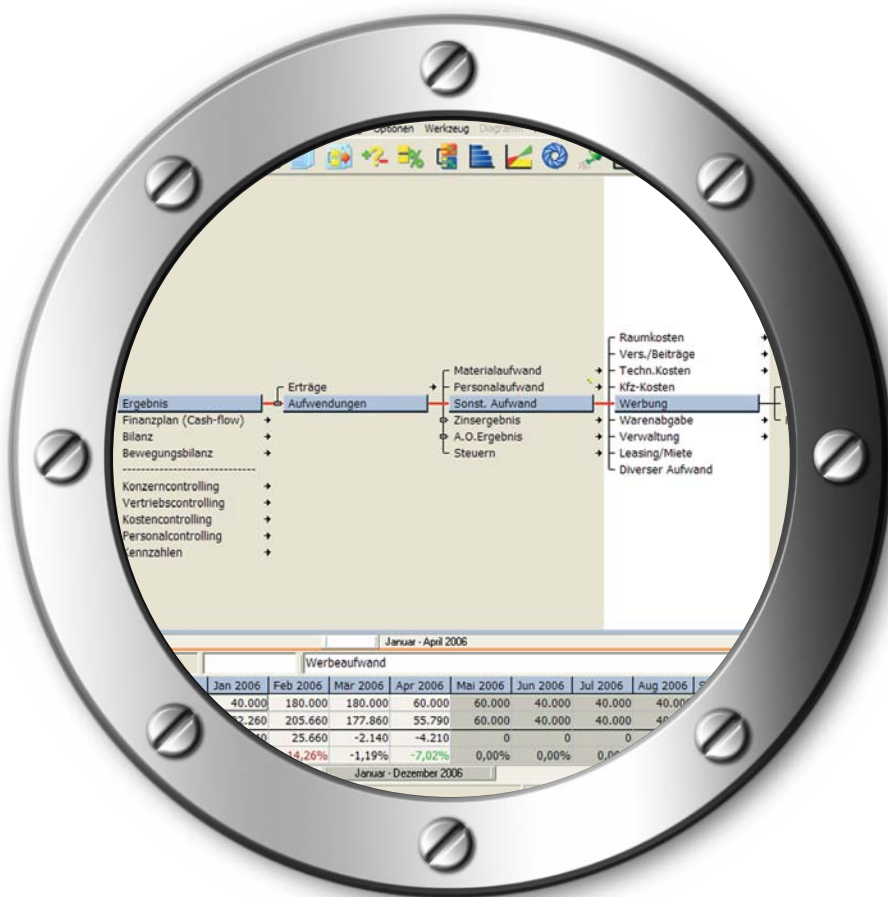 Optionen Werkzeug
Raumkosten
Vers./Beiträge
Materialaufwand Techn.Kosten
Erträge Personalaufwand Kfz-Kosten
Ergebnis Aufwendungen Sonst. Aufwand Werbung
Finanzplan (Cash-flow) Zinsergebnis Warenabgabe
Bilanz A.O.Ergebnis Verwaltung
Bewegungsbilanz Steuern Leasing/Miete
Diverser Aufwand
Konzerncontrolling
Vertriebscontrolling
Kostencontrolling
Personalcontrolling
Kennzahlen
Januar - April 2006
Werbeaufwand
Jan 2006 Feb 2006 Mär 2006 Apr 2006 Mai 2006 Jun 2006 Jul 2006 Aug 2006
40.000 180.000 180.000 60.000 60.000 40.000 40.000 40.000
205.660 177.860 55.790 60.000 40.000 40.000
25.660 -2.140 -4.210 0 0 0
14,26% -1,19% -7,02% 0,00% 0,00%
Januar - Dezember 2006